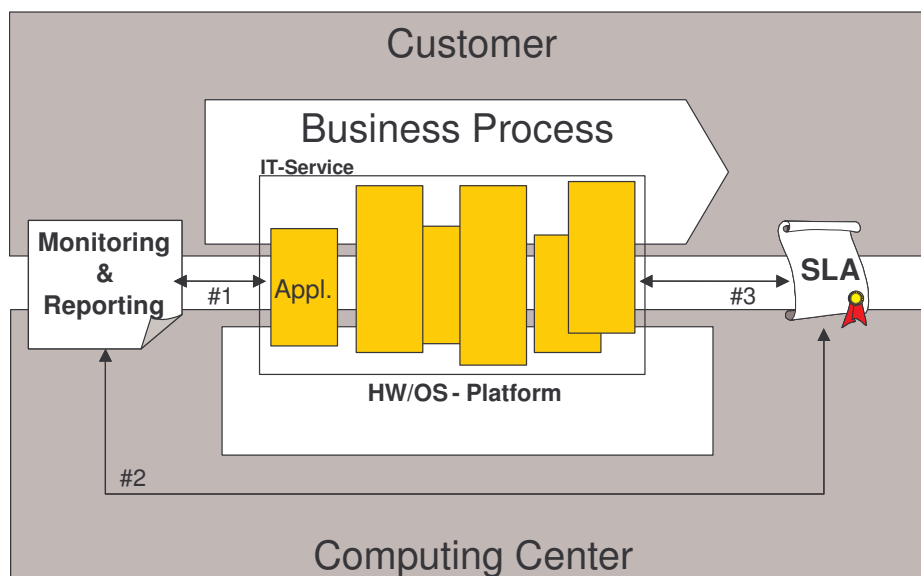 Customer
Business Process
IT-Service
Monitoring
&
Reporting
#1
Appl.
#3
SLA
HW/OS - Platform
#2
Computing Center